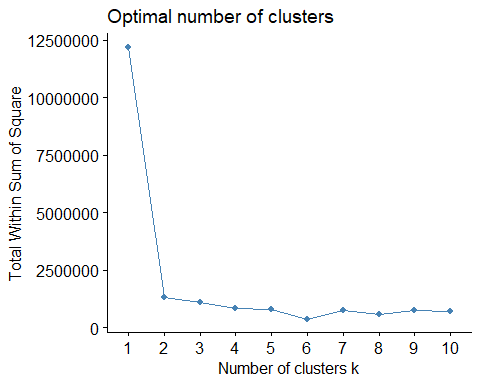 Optimal number of clusters
Total Within Sum of Square
12500000
10000000
7500000
5000000
2500000
0
1 2 3 4 5 6 7 8 9 10
Number of clusters k